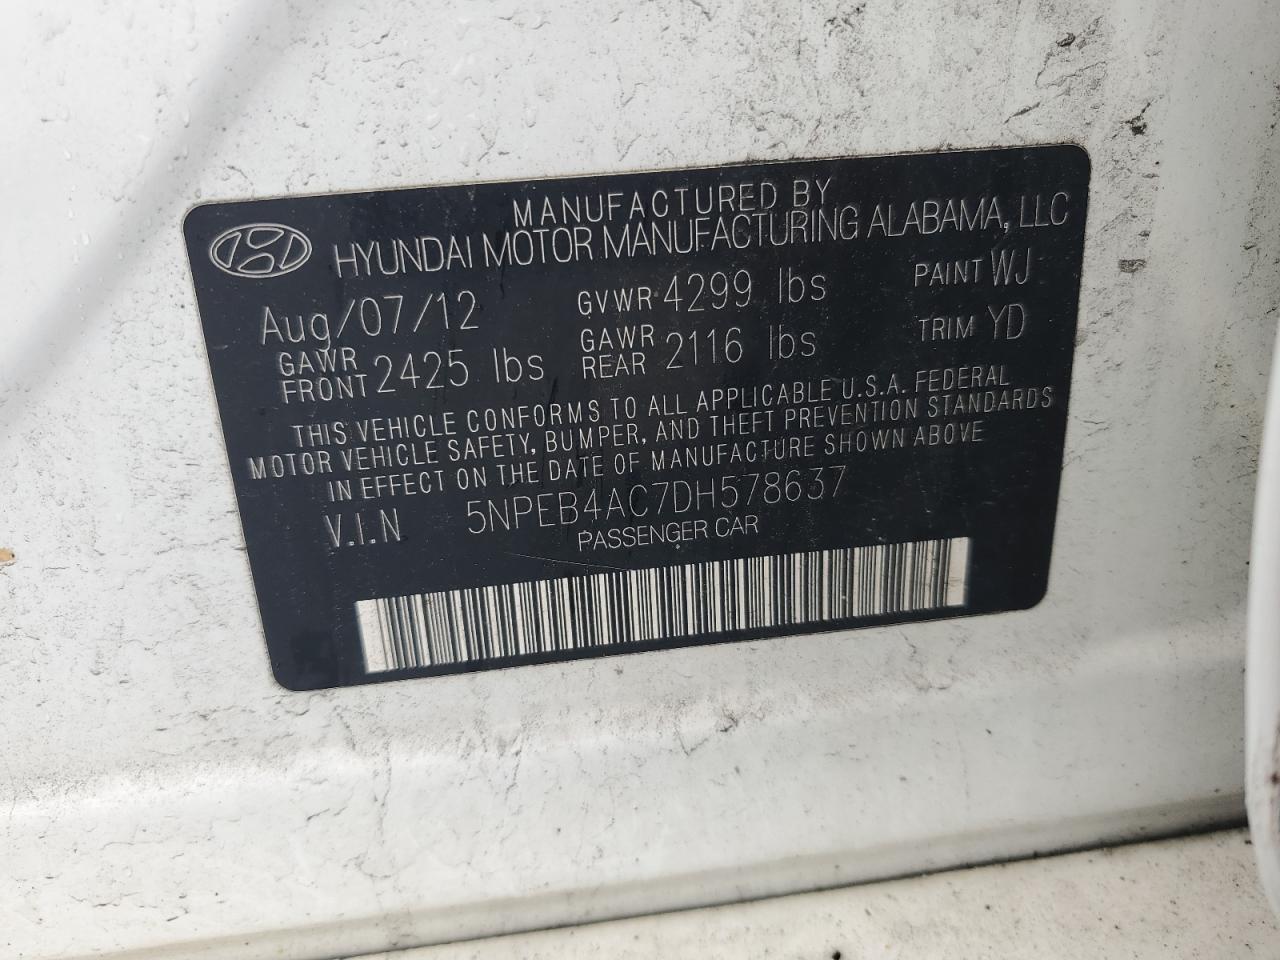 MANUFACTURED BY
HYUNDAI MOTOR MANUFACTURING ALABAMA, LLC
Aug/07/12 GVWR 4299 lbs PAINT WJ
GAWR FRONT 2425 lbs GAWR REAR 2116 lbs TRIM YD
THIS VEHICLE CONFORMS TO ALL APPLICABLE U.S.A. FEDERAL
MOTOR VEHICLE SAFETY, BUMPER, AND THEFT PREVENTION STANDARDS
IN EFFECT ON THE DATE OF MANUFACTURE SHOWN ABOVE
V.I.N 5NPEB4AC7DH578637
PASSENGER CAR